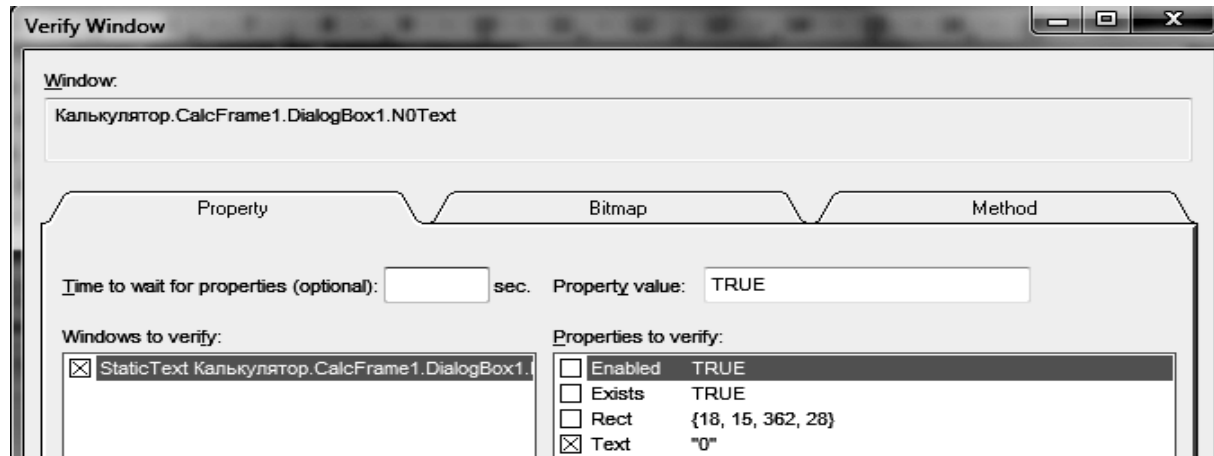 Verify Window
Window:
Калькулятор.CalcFrame1.DialogBox1.N0Text
Property Bitmap Method
Time to wait for properties (optional): sec. Property value: TRUE
Windows to verify: Properties to verify:
StaticText Калькулятор.CalcFrame1.DialogBox1. Enabled TRUE
Exists TRUE
Rect {18, 15, 362, 28}
Text "0"